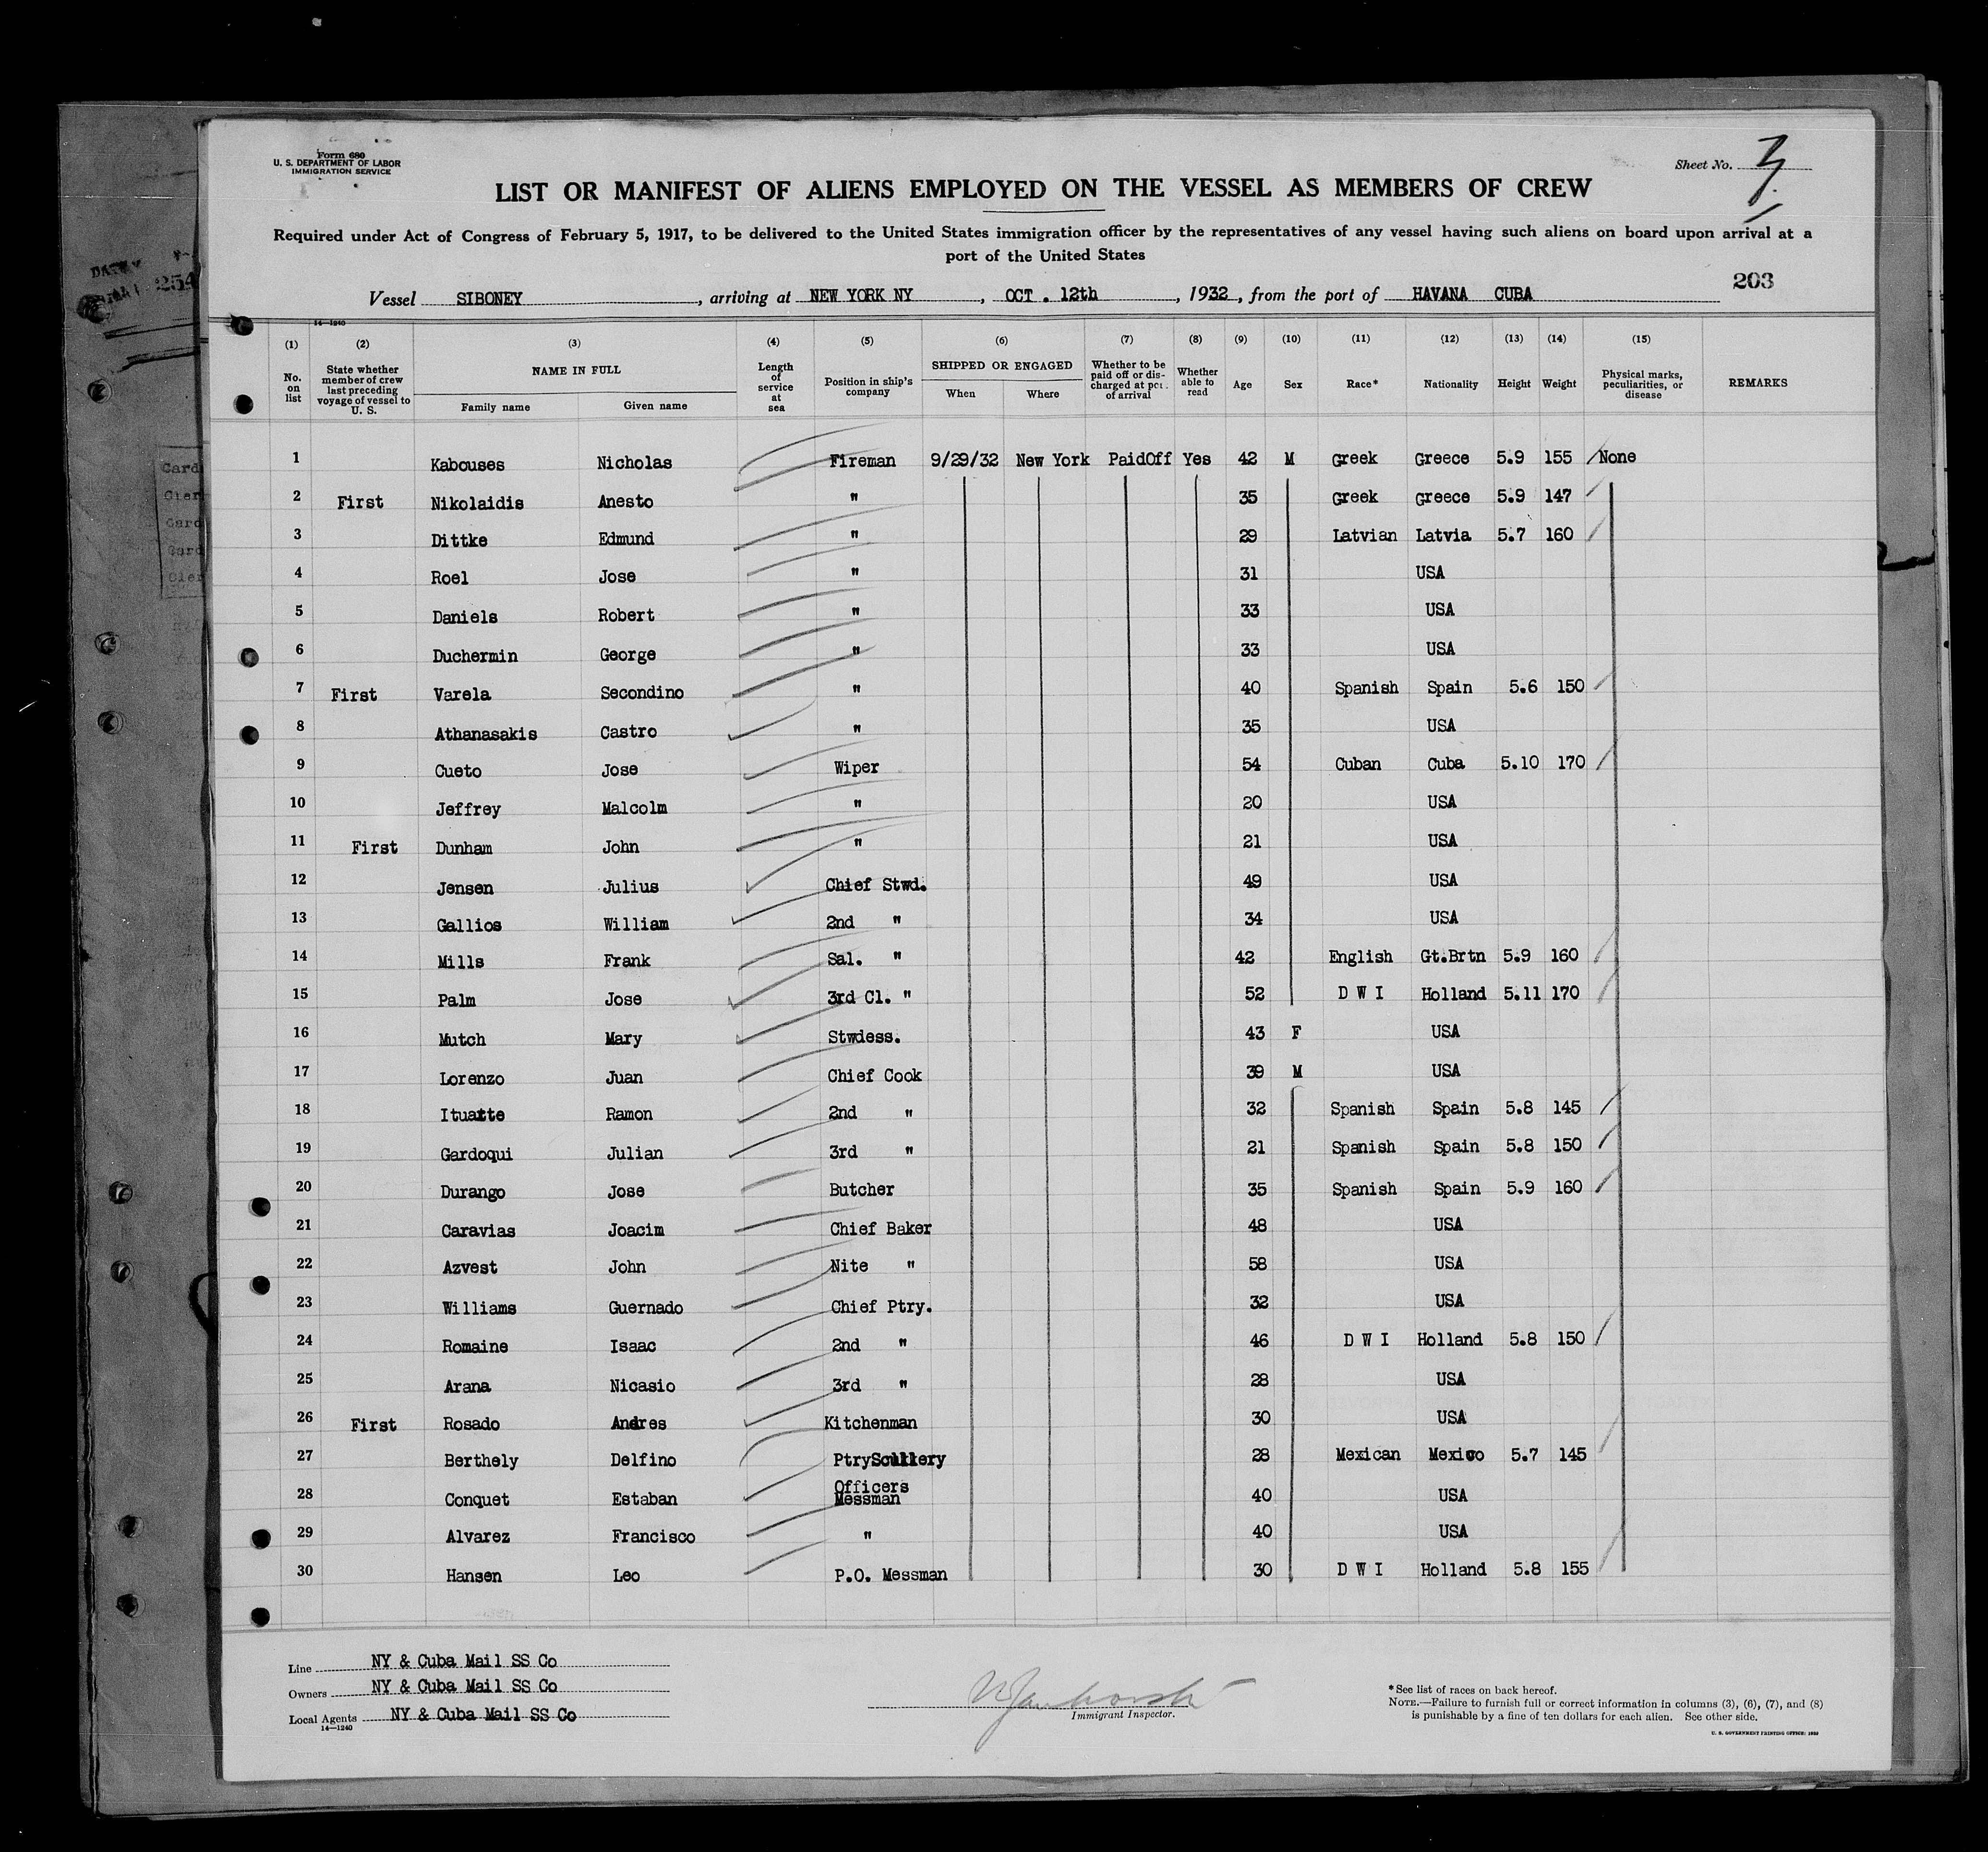 Form 680
U. S. DEPARTMENT OF LABOR
IMMIGRATION SERVICE
Sheet No.
LIST OR MANIFEST OF ALIENS EMPLOYED ON THE VESSEL AS MEMBERS OF CREW
Required under Act of Congress of February 5, 1917, to be delivered to the United States immigration officer by the representatives of any vessel having such aliens on board upon arrival at a
port of the United States
203
Vessel SIBONEY, arriving at NEW YORK NY, OCT . 12th, 1932, from the port of HAVANA CUBA
14—1240
(1) (2) (3) (4) (5) (6) (7) (8) (9) (10) (11) (12) (13) (14) (15)
No. on list State whether member of crew last preceding voyage of vessel to U. S. NAME IN FULL Family name Given name Length of service at sea Position in ship's company SHIPPED OR ENGAGED When Where Whether to be paid off or discharged at port of arrival Whether able to read Age Sex Race* Nationality Height Weight Physical marks, peculiarities, or disease REMARKS
1 Kabouses Nicholas Fireman 9/29/32 New York PaidOff Yes 42 M Greek Greece 5.9 155 None
2 First Nikolaidis Anesto " 35 Greek Greece 5.9 147
3 Dittke Edmund " 29 Latvian Latvia 5.7 160
4 Roel Jose " 31 USA
5 Daniels Robert " 33 USA
6 Duchermin George " 33 USA
7 First Varela Secondino " 40 Spanish Spain 5.6 150
8 Athanasakis Castro " 35 USA
9 Cueto Jose Wiper 54 Cuban Cuba 5.10 170
10 Jeffrey Malcolm " 20 USA
11 First Dunham John " 21 USA
12 Jensen Julius Chief Stwd. 49 USA
13 Gallios William 2nd " 34 USA
14 Mills Frank Sal. " 42 English Gt.Brtn 5.9 160
15 Palm Jose 3rd Cl. " 52 D W I Holland 5.11 170
16 Mutch Mary Stwdess. 43 F USA
17 Lorenzo Juan Chief Cook 39 M USA
18 Ituatte Ramon 2nd " 32 Spanish Spain 5.8 145
19 Gardoqui Julian 3rd " 21 Spanish Spain 5.8 150
20 Durango Jose Butcher 35 Spanish Spain 5.9 160
21 Caravias Joacim Chief Baker 48 USA
22 Azvest John Nite " 58 USA
23 Williams Guernado Chief Ptry. 32 USA
24 Romaine Isaac 2nd " 46 D W I Holland 5.8 150
25 Arana Nicasio 3rd " 28 USA
26 First Rosado Andres Kitchenman 30 USA
27 Berthely Delfino PtryScullery 28 Mexican Mexico 5.7 145
28 Conquet Estaban Officers Messman 40 USA
29 Alvarez Francisco " 40 USA
30 Hansen Leo P.O. Messman 30 D W I Holland 5.8 155
Line NY & Cuba Mail SS Co
Owners NY & Cuba Mail SS Co
Local Agents NY & Cuba Mail SS Co
14—1240
Immigrant Inspector.
*See list of races on back hereof.
NOTE.—Failure to furnish full or correct information in columns (3), (6), (7), and (8)
is punishable by a fine of ten dollars for each alien. See other side.
U. S. GOVERNMENT PRINTING OFFICE: 1930